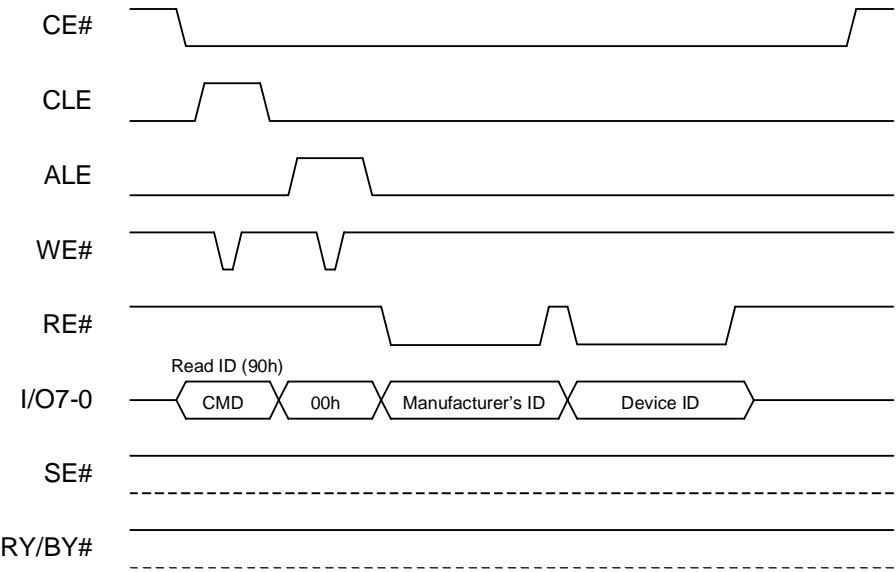 CE#
CLE
ALE
WE#
RE#
Read ID (90h)
I/O7-0 CMD 00h Manufacturer's ID Device ID
SE#
RY/BY#